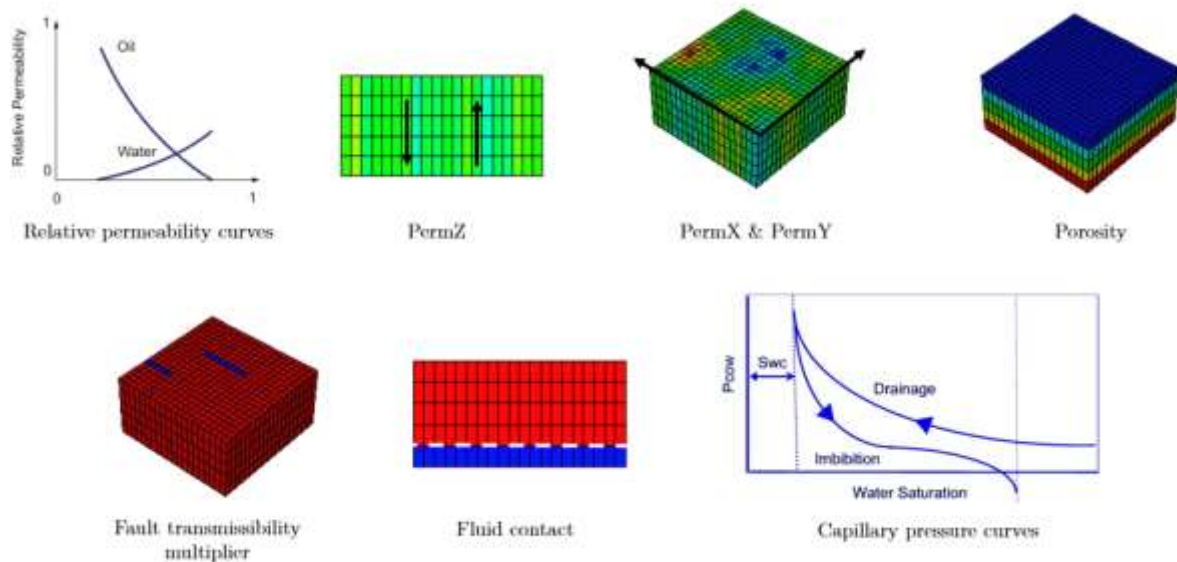 1
Oil
Relative Permeability
Water
0
0
1
Relative permeability curves
PermZ
PermX & PermY
Porosity
Fault transmissibility
multiplier
Fluid contact
Pcow
Swc
Drainage
Imbibition
Water Saturation
Capillary pressure curves